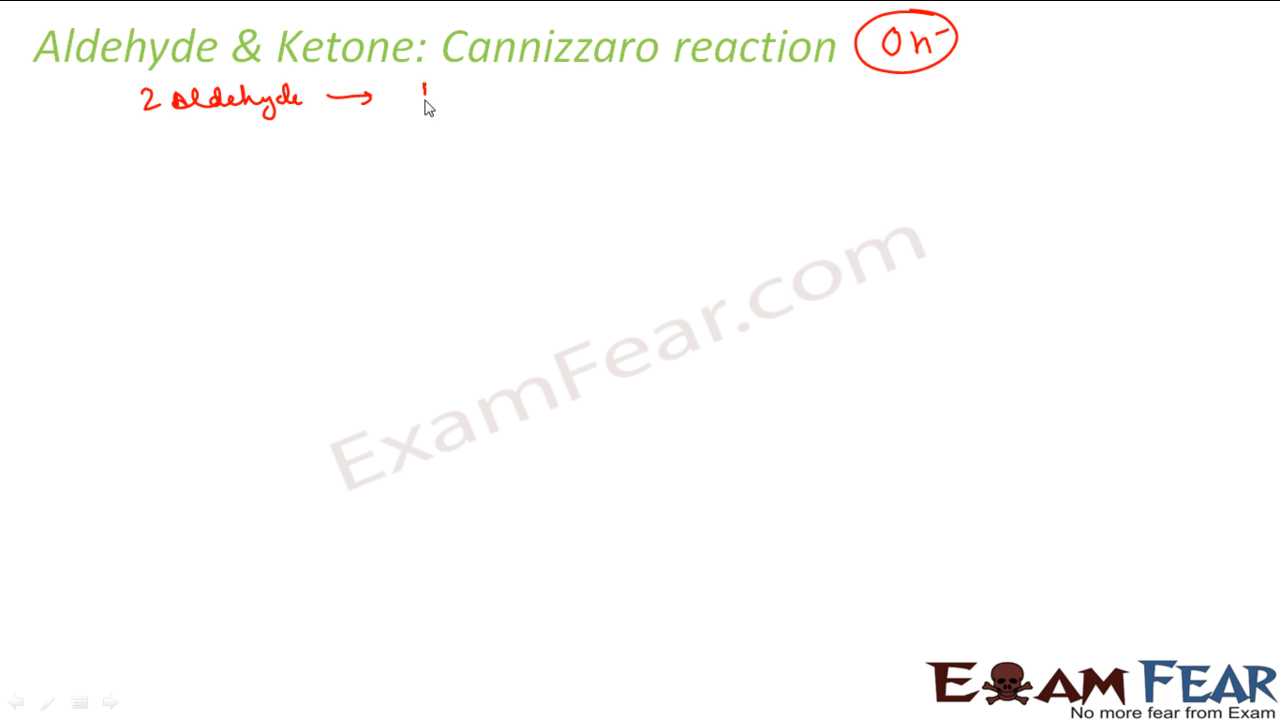 Aldehyde & Ketone: Cannizzaro reaction OH⁻
2 Aldehyde →
ExamFear.com
EXAM FEAR
No more fear from Exam